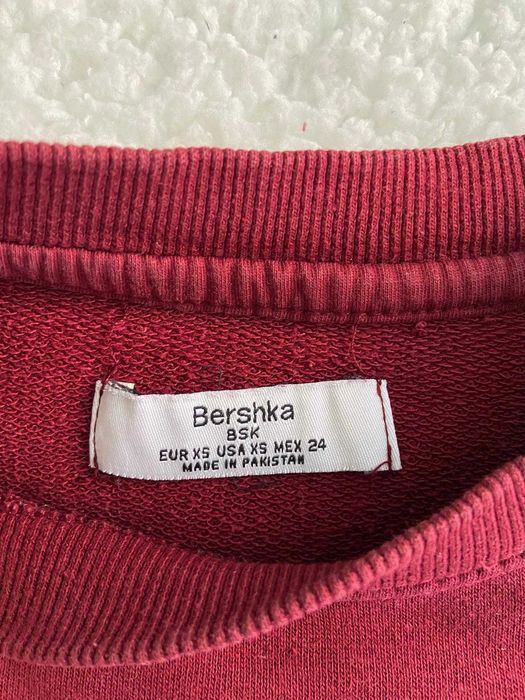 Bershka
BSK
EUR XS USA XS MEX 24
MADE IN PAKISTAN